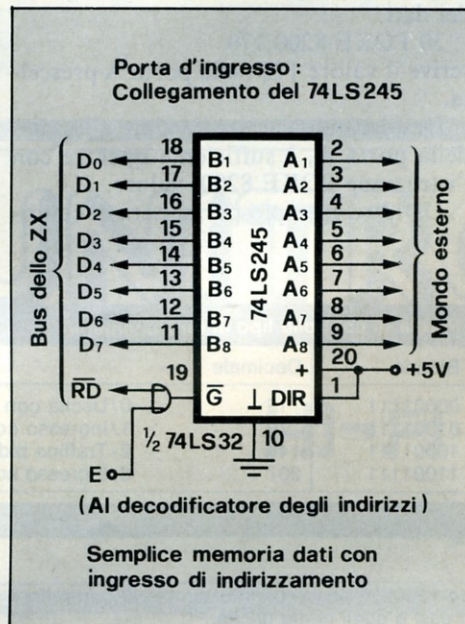 Porta d'ingresso:
Collegamento del 74LS245
Bus dello ZX
D0 18 B1 A1 2
D1 17 B2 A2 3
D2 16 B3 A3 4
D3 15 B4 A4 5
D4 14 B5 A5 6
D5 13 B6 A6 7
D6 12 B7 A7 8
D7 11 B8 A8 9
74LS245
Mondo esterno
20
+ +5V
19 1
RD G ⊥ DIR
½ 74LS32 10
E
(Al decodificatore degli indirizzi)
Semplice memoria dati con
ingresso di indirizzamento